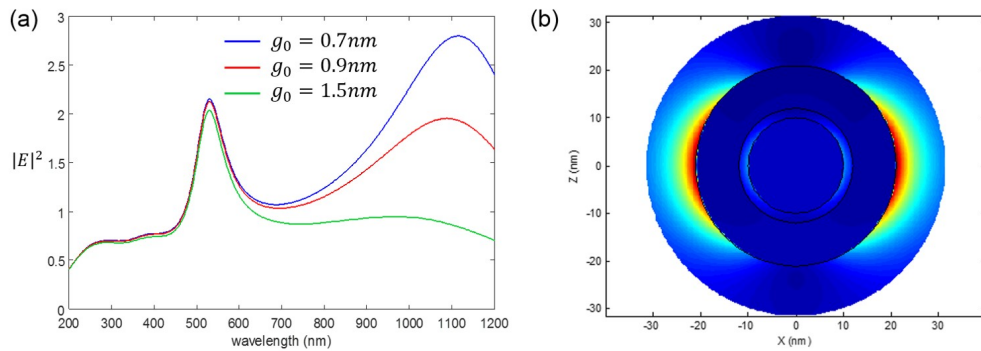 (a)
3
2.5
2
|E|²
1.5
1
0.5
0
g₀ = 0.7nm
g₀ = 0.9nm
g₀ = 1.5nm
200 300 400 500 600 700 800 900 1000 1100 1200
wavelength (nm)
(b)
30
20
10
0
-10
-20
-30
Z (nm)
-30 -20 -10 0 10 20 30
X (nm)